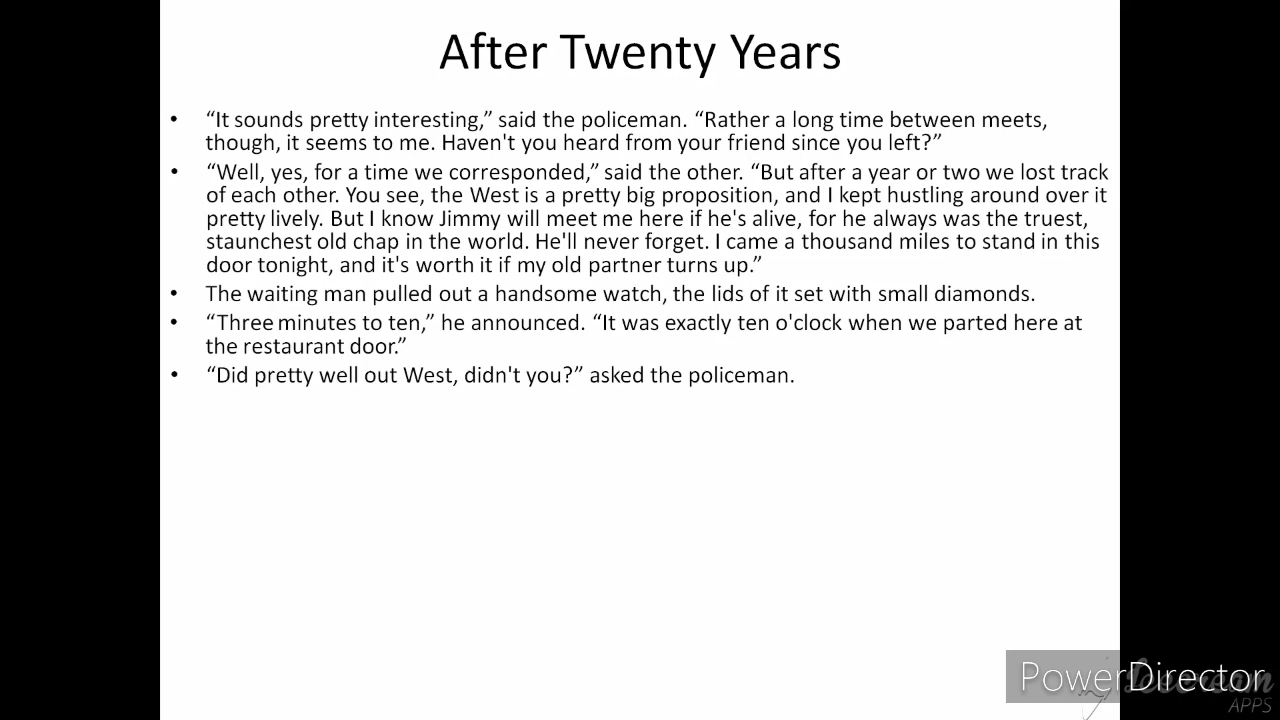 After Twenty Years
• “It sounds pretty interesting,” said the policeman. “Rather a long time between meets,
though, it seems to me. Haven't you heard from your friend since you left?”
• “Well, yes, for a time we corresponded,” said the other. “But after a year or two we lost track
of each other. You see, the West is a pretty big proposition, and I kept hustling around over it
pretty lively. But I know Jimmy will meet me here if he's alive, for he always was the truest,
staunchest old chap in the world. He'll never forget. I came a thousand miles to stand in this
door tonight, and it's worth it if my old partner turns up.”
• The waiting man pulled out a handsome watch, the lids of it set with small diamonds.
• “Three minutes to ten,” he announced. “It was exactly ten o'clock when we parted here at
the restaurant door.”
• “Did pretty well out West, didn't you?” asked the policeman.
PowerDirector
Icecream
APPS